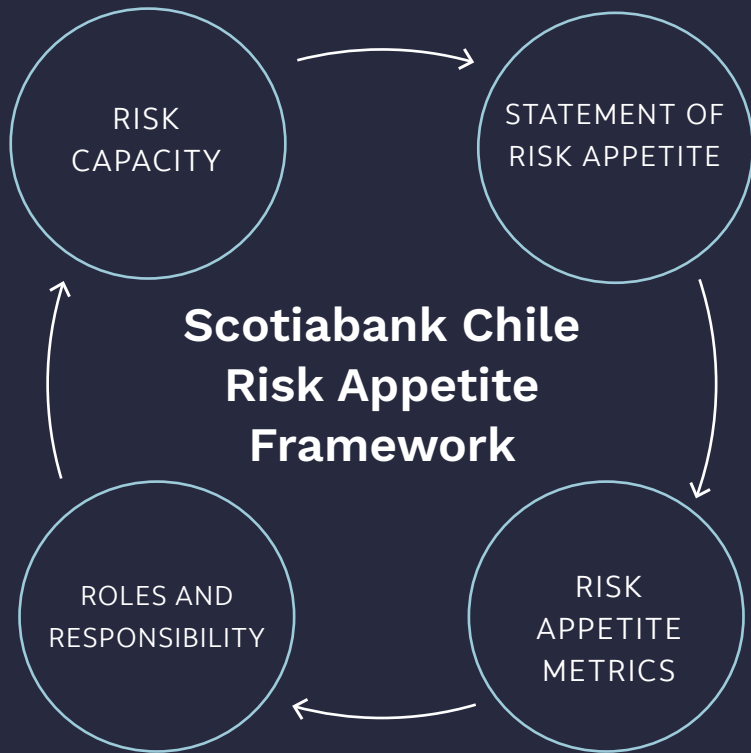 RISK
CAPACITY
STATEMENT OF
RISK APPETITE
Scotiabank Chile
Risk Appetite
Framework
ROLES AND
RESPONSIBILITY
RISK
APPETITE
METRICS